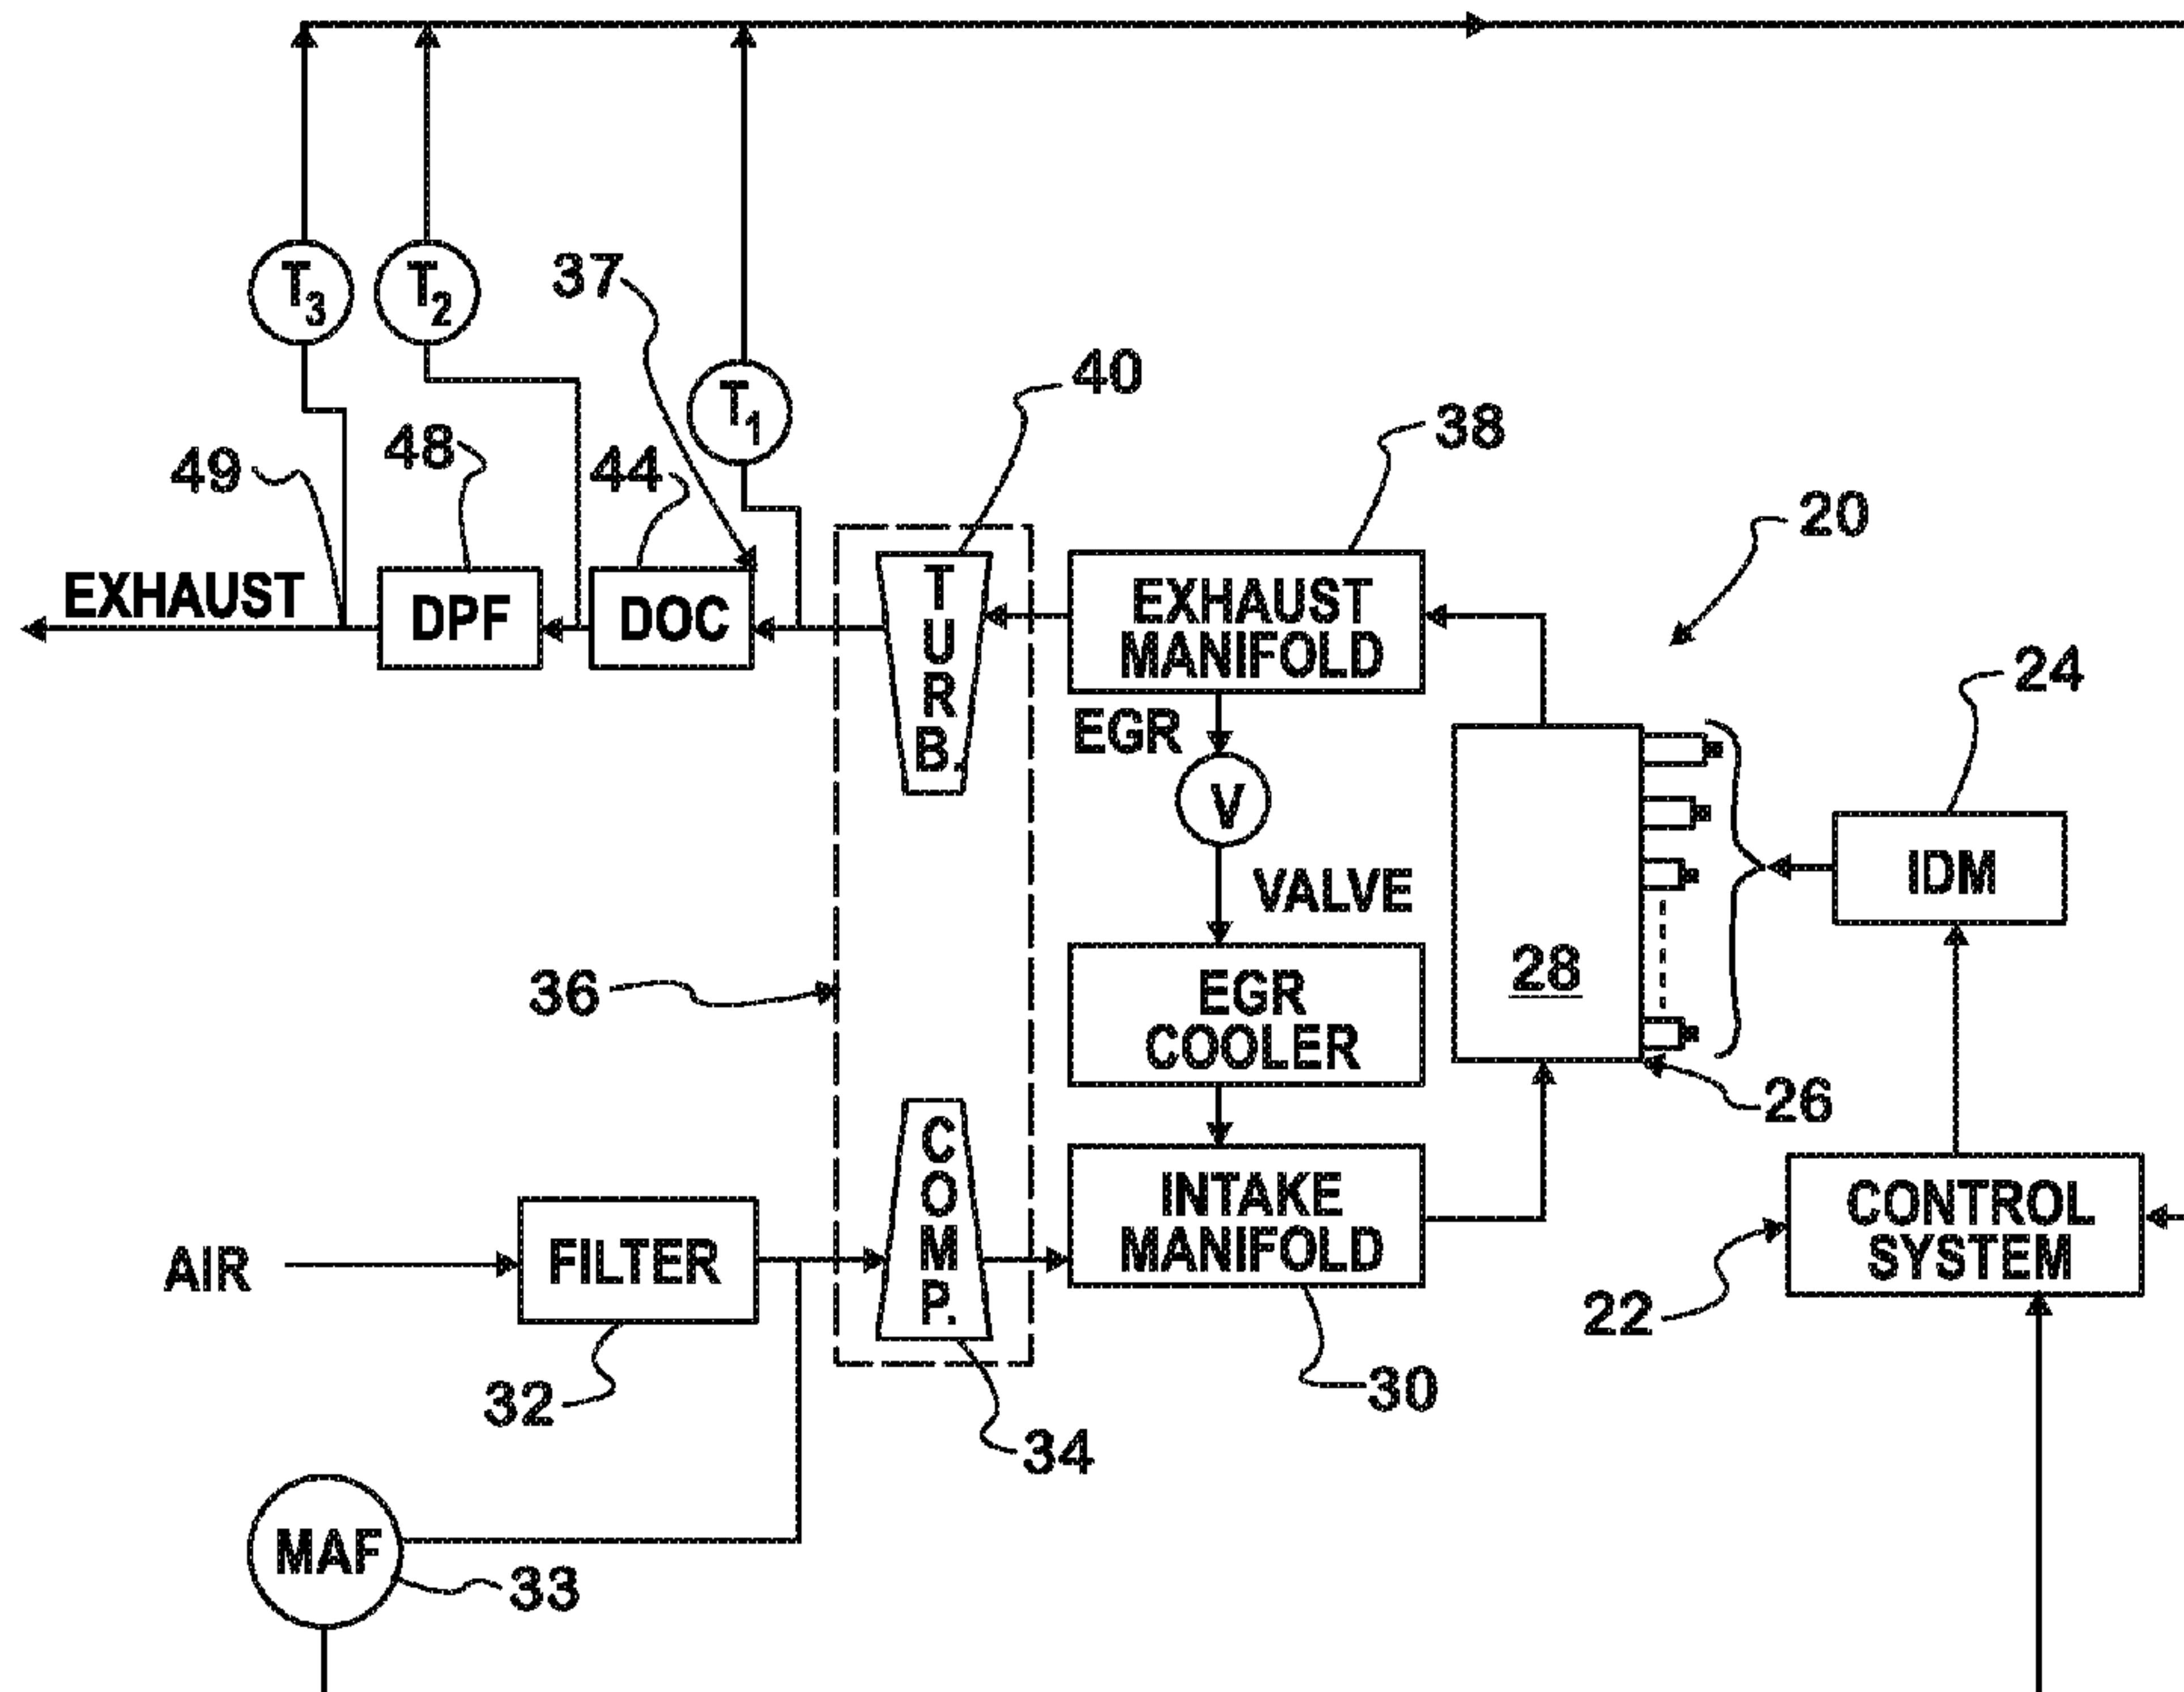 T3
T2
37
T1
40
38
49
48
44
20
EXHAUST
DPF
DOC
TURB.
EXHAUST
MANIFOLD
24
EGR
V
VALVE
IDM
36
EGR
COOLER
28
26
COMP.
INTAKE
MANIFOLD
CONTROL
SYSTEM
AIR
FILTER
22
32
30
34
MAF
33